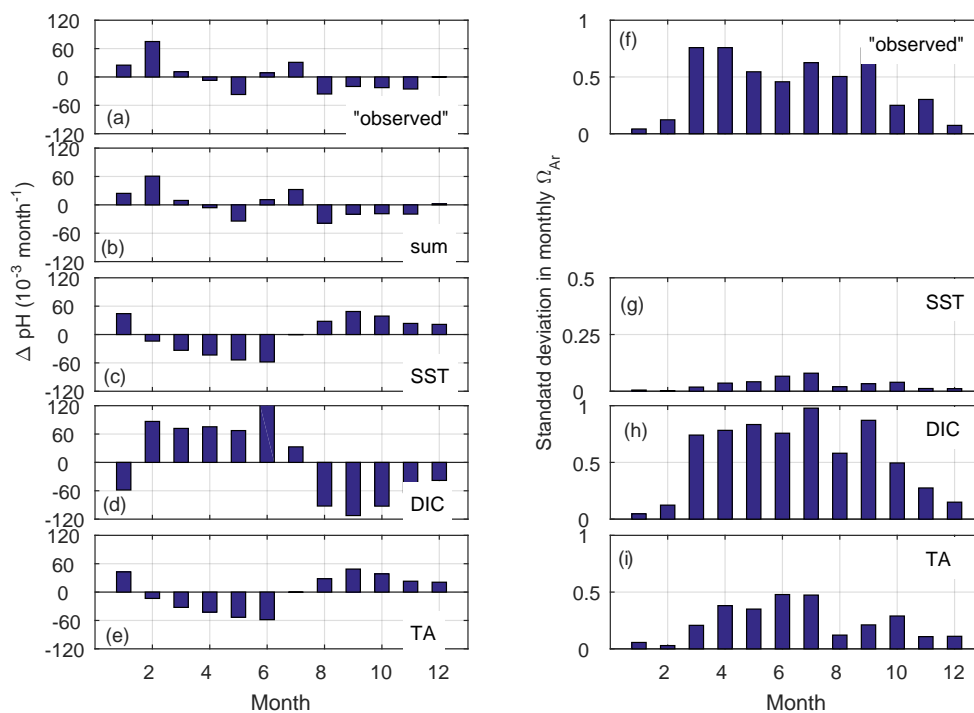 120
60
0
-60
-120
(a)
"observed"
120
60
0
-60
-120
(b)
sum
120
60
0
-60
-120
(c)
SST
120
60
0
-60
-120
(d)
DIC
120
60
0
-60
-120
(e)
TA
2 4 6 8 10 12
Month
Δ pH (10⁻³ month⁻¹)
1
0.5
0
(f)
"observed"
0.5
0.25
0
(g)
SST
1
0.5
0
(h)
DIC
1
0.5
0
(i)
TA
2 4 6 8 10 12
Month
Standatd deviation in monthly Ω_Ar